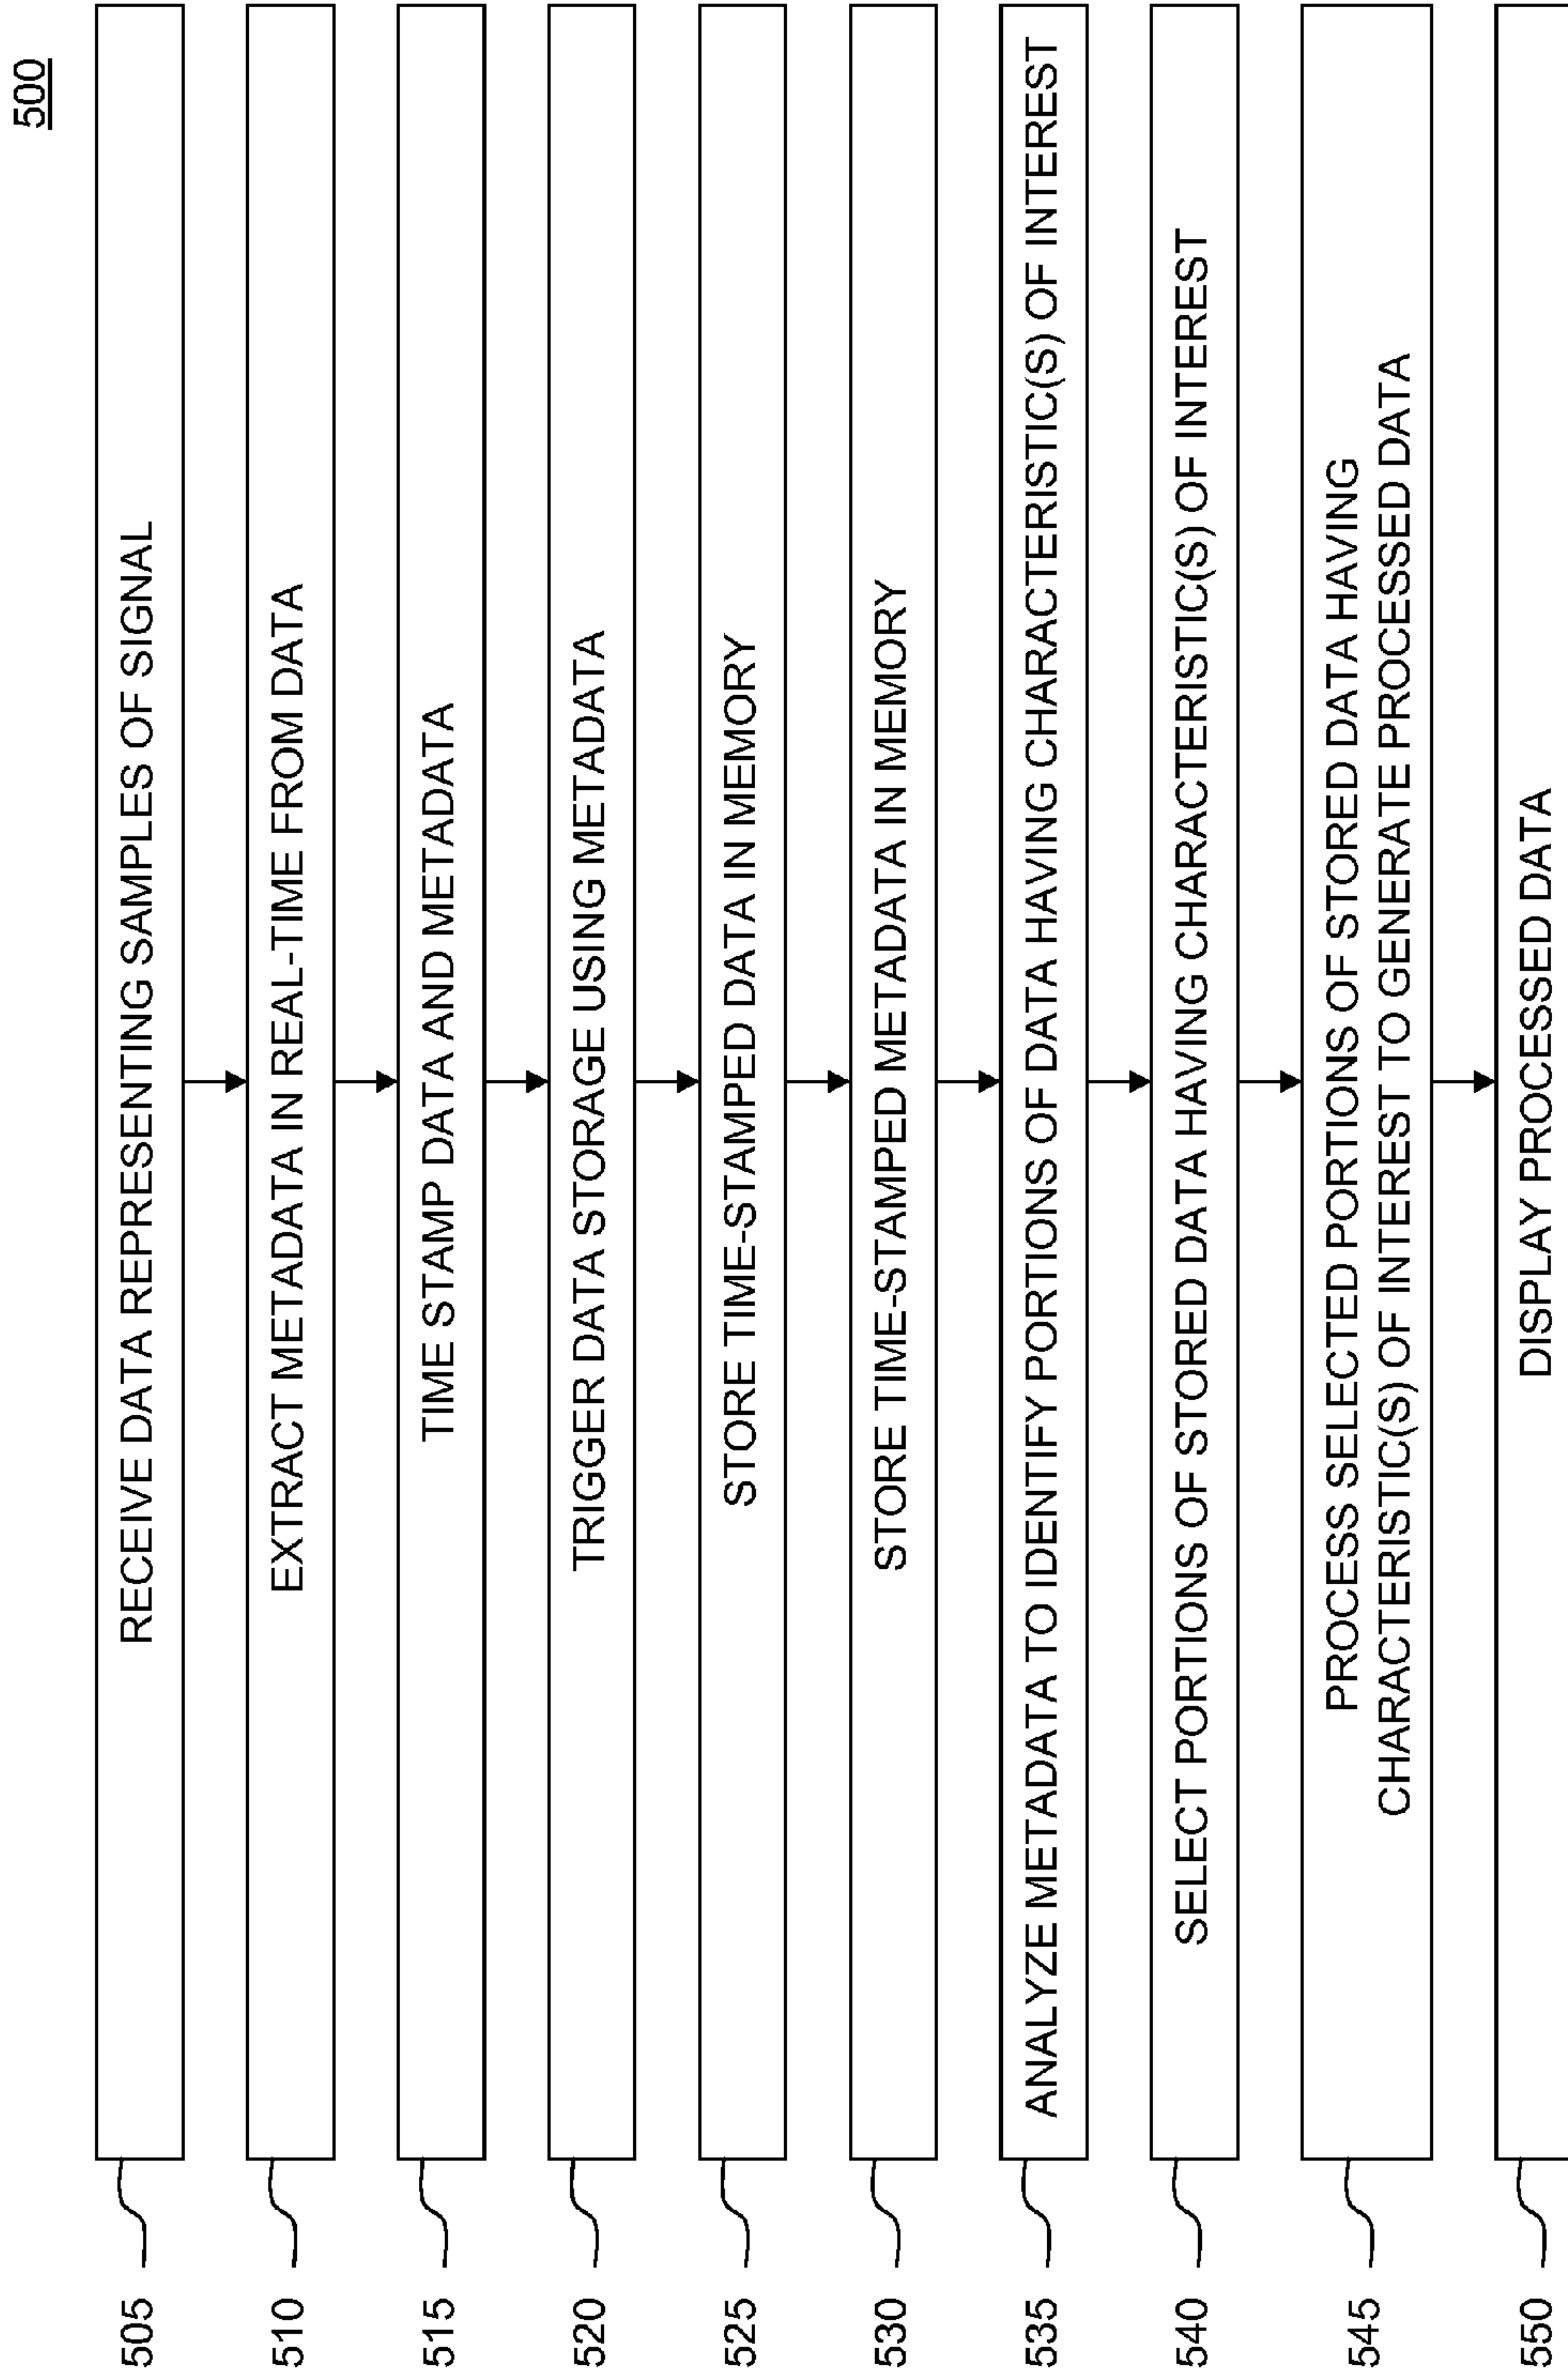 500
505
RECEIVE DATA REPRESENTING SAMPLES OF SIGNAL
510
EXTRACT METADATA IN REAL-TIME FROM DATA
515
TIME STAMP DATA AND METADATA
520
TRIGGER DATA STORAGE USING METADATA
525
STORE TIME-STAMPED DATA IN MEMORY
530
STORE TIME-STAMPED METADATA IN MEMORY
535
ANALYZE METADATA TO IDENTIFY PORTIONS OF DATA HAVING CHARACTERISTIC(S) OF INTEREST
540
SELECT PORTIONS OF STORED DATA HAVING CHARACTERISTIC(S) OF INTEREST
545
PROCESS SELECTED PORTIONS OF STORED DATA HAVING
CHARACTERISTIC(S) OF INTEREST TO GENERATE PROCESSED DATA
550
DISPLAY PROCESSED DATA